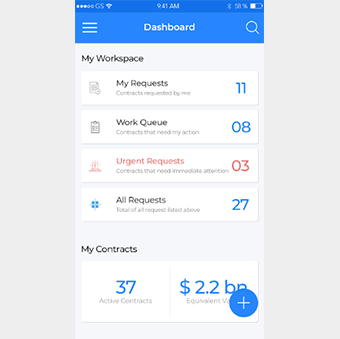 GS 9:41 AM 58 %
Dashboard
My Workspace
My Requests
Contracts requested by me
11
Work Queue
Contracts that need my action
08
Urgent Requests
Contracts that need immediate attention
03
All Requests
Total of all request listed above
27
My Contracts
37
Active Contracts
$ 2.2 bn
Equivalent